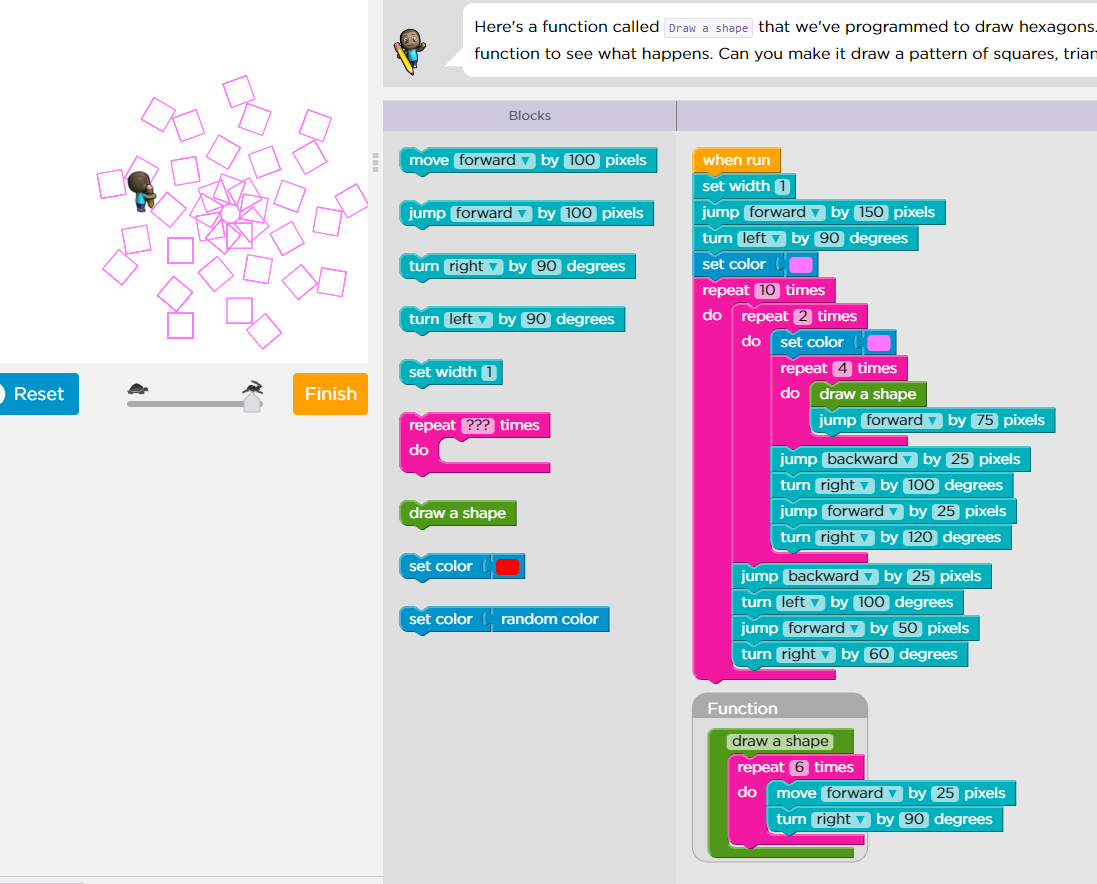 Here's a function called Draw a shape that we've programmed to draw hexagons.
function to see what happens. Can you make it draw a pattern of squares, trian
Blocks
Reset
Finish
move forward ▼ by 100 pixels
jump forward ▼ by 100 pixels
turn right ▼ by 90 degrees
turn left ▼ by 90 degrees
set width 1
repeat ??? times
do
draw a shape
set color
set color random color
when run
set width 1
jump forward ▼ by 150 pixels
turn left ▼ by 90 degrees
set color
repeat 10 times
do repeat 2 times
do set color
repeat 4 times
do draw a shape
jump forward ▼ by 75 pixels
jump backward ▼ by 25 pixels
turn right ▼ by 100 degrees
jump forward ▼ by 25 pixels
turn right ▼ by 120 degrees
jump backward ▼ by 25 pixels
turn left ▼ by 100 degrees
jump forward ▼ by 50 pixels
turn right ▼ by 60 degrees
Function
draw a shape
repeat 6 times
do move forward ▼ by 25 pixels
turn right ▼ by 90 degrees